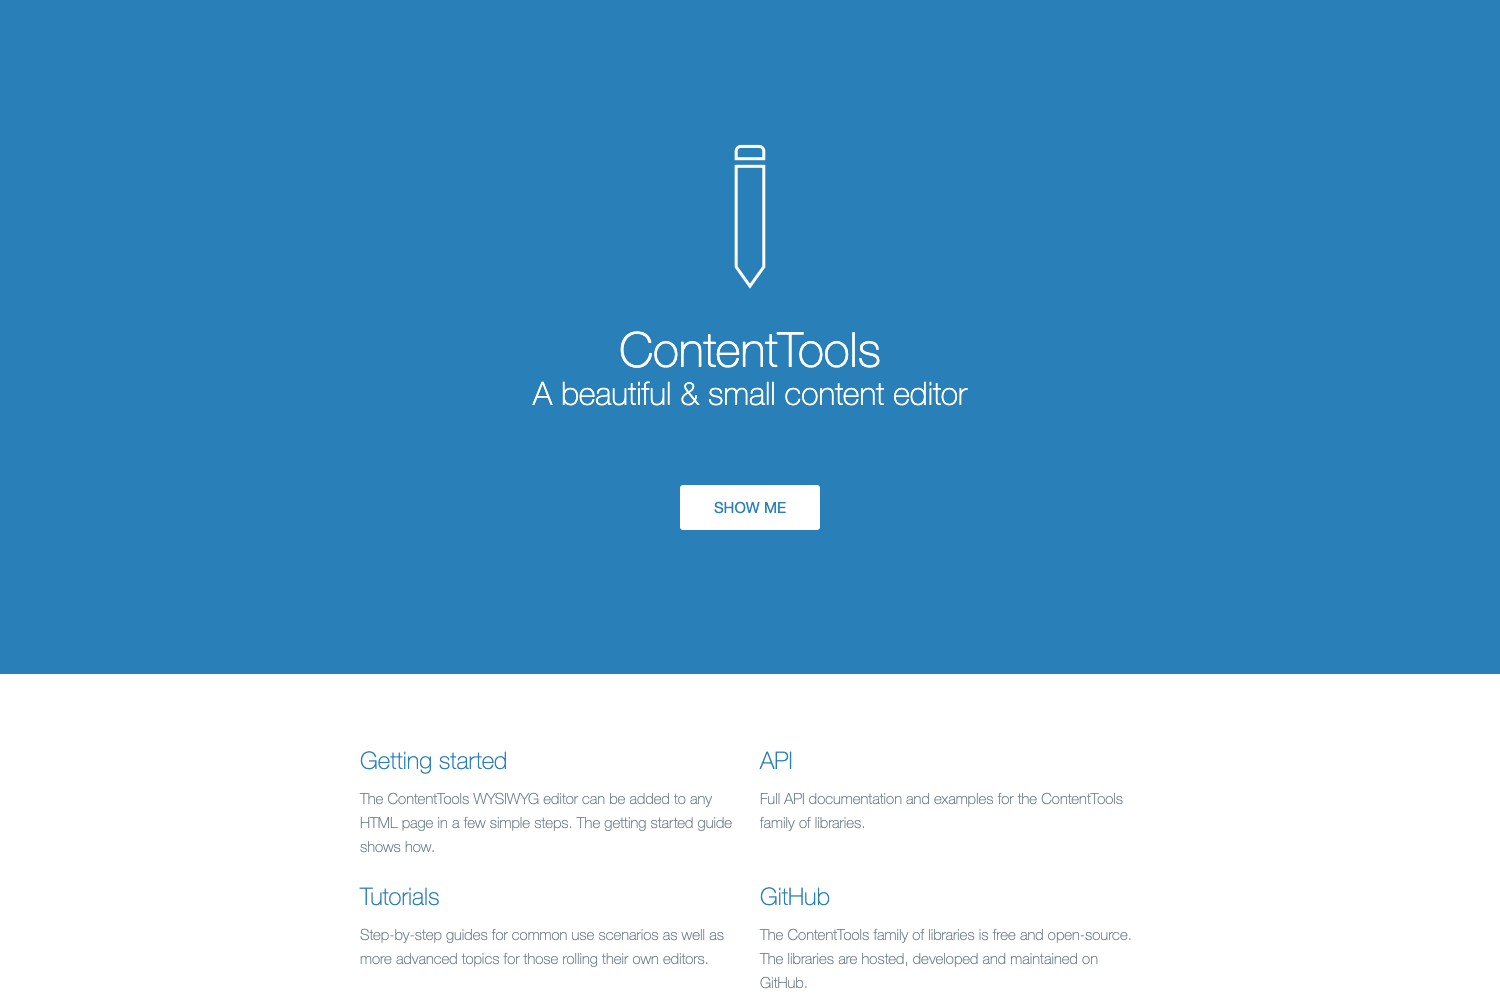 ContentTools
A beautiful & small content editor
SHOW ME
Getting started
The ContentTools WYSIWYG editor can be added to any
HTML page in a few simple steps. The getting started guide
shows how.
API
Full API documentation and examples for the ContentTools
family of libraries.
Tutorials
Step-by-step guides for common use scenarios as well as
more advanced topics for those rolling their own editors.
GitHub
The ContentTools family of libraries is free and open-source.
The libraries are hosted, developed and maintained on
GitHub.